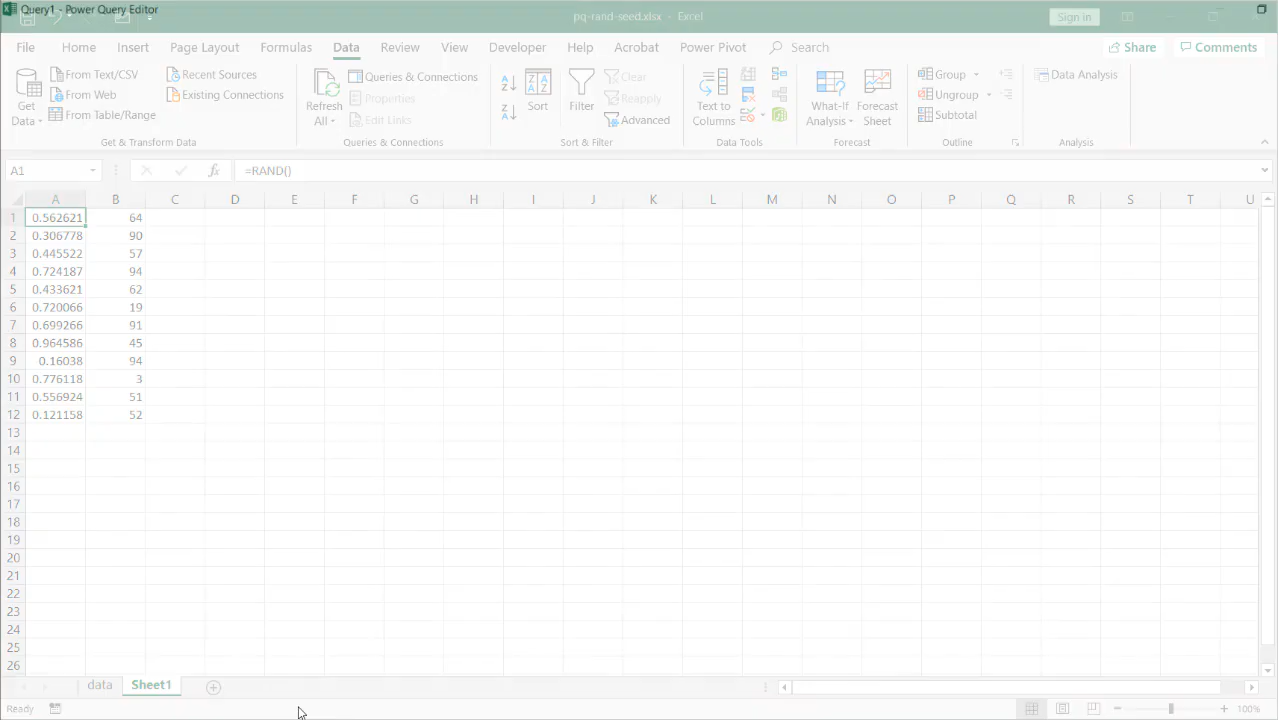 Query1 - Power Query Editor
pq-rand-seed.xlsx - Excel
Sign in
File Home Insert Page Layout Formulas Data Review View Developer Help Acrobat Power Pivot Search Share Comments
Get Data
From Text/CSV
From Web
From Table/Range
Recent Sources
Existing Connections
Get & Transform Data
Refresh All
Queries & Connections
Properties
Edit Links
Queries & Connections
Sort
Filter
Clear
Reapply
Advanced
Sort & Filter
Text to Columns
Data Tools
What-If Analysis
Forecast Sheet
Forecast
Group
Ungroup
Subtotal
Outline
Data Analysis
Analysis
A1 fx =RAND()
A B C D E F G H I J K L M N O P Q R S T U
1 0.562621 64
2 0.306778 90
3 0.445522 57
4 0.724187 94
5 0.433621 62
6 0.720066 19
7 0.699266 91
8 0.964586 45
9 0.16038 94
10 0.776118 3
11 0.556924 51
12 0.121158 52
13
14
15
16
17
18
19
20
21
22
23
24
25
26
data Sheet1
Ready 100%